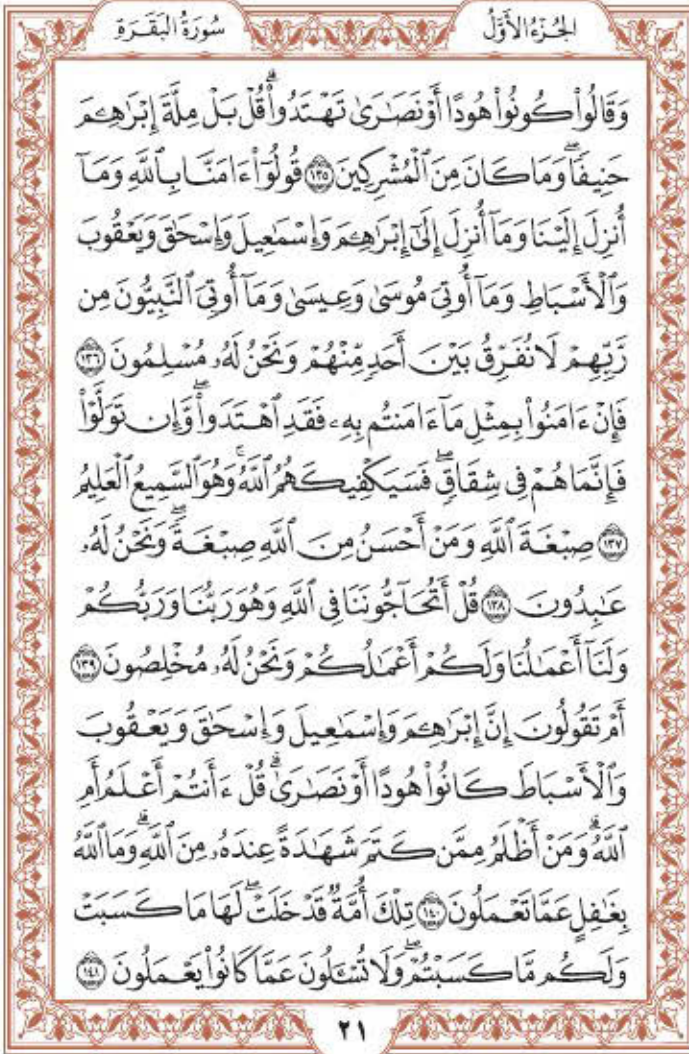 الجُزْءُ الأَوَّلُ
سُورَةُ البَقَرَةِ
وَقَالُوا۟ كُونُوا۟ هُودًا أَوْ نَصَٰرَىٰ تَهْتَدُوا۟ۗ قُلْ بَلْ مِلَّةَ إِبْرَٰهِـۧمَ
حَنِيفًاۖ وَمَا كَانَ مِنَ ٱلْمُشْرِكِينَ ١٣٥ قُولُوٓا۟ ءَامَنَّا بِٱللَّهِ وَمَآ
أُنزِلَ إِلَيْنَا وَمَآ أُنزِلَ إِلَىٰٓ إِبْرَٰهِـۧمَ وَإِسْمَٰعِيلَ وَإِسْحَٰقَ وَيَعْقُوبَ
وَٱلْأَسْبَاطِ وَمَآ أُوتِىَ مُوسَىٰ وَعِيسَىٰ وَمَآ أُوتِىَ ٱلنَّبِيُّونَ مِن
رَّبِّهِمْ لَا نُفَرِّقُ بَيْنَ أَحَدٍ مِّنْهُمْ وَنَحْنُ لَهُۥ مُسْلِمُونَ ١٣٦
فَإِنْ ءَامَنُوا۟ بِمِثْلِ مَآ ءَامَنتُم بِهِۦ فَقَدِ ٱهْتَدَوا۟ۖ وَّإِن تَوَلَّوْا۟
فَإِنَّمَا هُمْ فِى شِقَاقٍۖ فَسَيَكْفِيكَهُمُ ٱللَّهُۚ وَهُوَ ٱلسَّمِيعُ ٱلْعَلِيمُ
١٣٧ صِبْغَةَ ٱللَّهِ وَمَنْ أَحْسَنُ مِنَ ٱللَّهِ صِبْغَةًۖ وَنَحْنُ لَهُۥ
عَٰبِدُونَ ١٣٨ قُلْ أَتُحَآجُّونَنَا فِى ٱللَّهِ وَهُوَ رَبُّنَا وَرَبُّكُمْ
وَلَنَآ أَعْمَٰلُنَا وَلَكُمْ أَعْمَٰلُكُمْ وَنَحْنُ لَهُۥ مُخْلِصُونَ ١٣٩
أَمْ تَقُولُونَ إِنَّ إِبْرَٰهِـۧمَ وَإِسْمَٰعِيلَ وَإِسْحَٰقَ وَيَعْقُوبَ
وَٱلْأَسْبَاطَ كَانُوا۟ هُودًا أَوْ نَصَٰرَىٰۗ قُلْ ءَأَنتُمْ أَعْلَمُ أَمِ
ٱللَّهُۗ وَمَنْ أَظْلَمُ مِمَّن كَتَمَ شَهَٰدَةً عِندَهُۥ مِنَ ٱللَّهِۗ وَمَا ٱللَّهُ
بِغَٰفِلٍ عَمَّا تَعْمَلُونَ ١٤٠ تِلْكَ أُمَّةٌ قَدْ خَلَتْۖ لَهَا مَا كَسَبَتْ
وَلَكُم مَّا كَسَبْتُمْۖ وَلَا تُسْـَٔلُونَ عَمَّا كَانُوا۟ يَعْمَلُونَ ١٤١
٢١